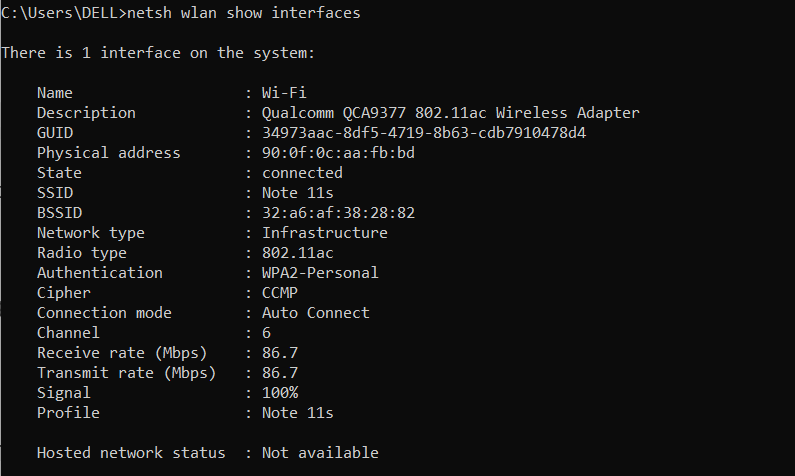 C:\Users\DELL>netsh wlan show interfaces
There is 1 interface on the system:
Name : Wi-Fi
Description : Qualcomm QCA9377 802.11ac Wireless Adapter
GUID : 34973aac-8df5-4719-8b63-cdb7910478d4
Physical address : 90:0f:0c:aa:fb:bd
State : connected
SSID : Note 11s
BSSID : 32:a6:af:38:28:82
Network type : Infrastructure
Radio type : 802.11ac
Authentication : WPA2-Personal
Cipher : CCMP
Connection mode : Auto Connect
Channel : 6
Receive rate (Mbps) : 86.7
Transmit rate (Mbps) : 86.7
Signal : 100%
Profile : Note 11s
Hosted network status : Not available